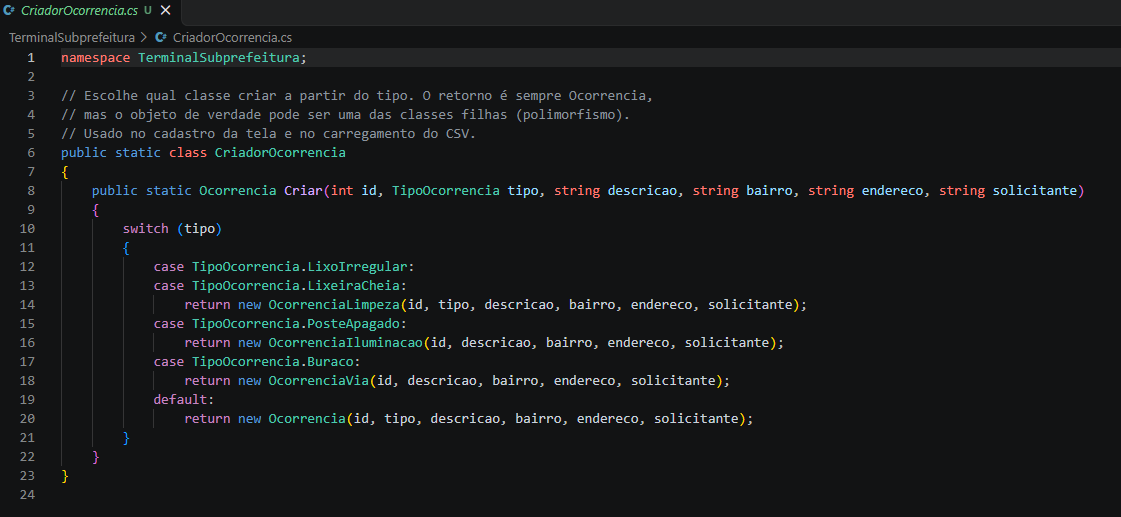 C# CriadorOcorrencia.cs U ×
TerminalSubprefeitura > C# CriadorOcorrencia.cs
1 namespace TerminalSubprefeitura;
2
3 // Escolhe qual classe criar a partir do tipo. O retorno é sempre Ocorrencia,
4 // mas o objeto de verdade pode ser uma das classes filhas (polimorfismo).
5 // Usado no cadastro da tela e no carregamento do CSV.
6 public static class CriadorOcorrencia
7 {
8     public static Ocorrencia Criar(int id, TipoOcorrencia tipo, string descricao, string bairro, string endereco, string solicitante)
9     {
10         switch (tipo)
11         {
12             case TipoOcorrencia.LixoIrregular:
13             case TipoOcorrencia.LixeiraCheia:
14                 return new OcorrenciaLimpeza(id, tipo, descricao, bairro, endereco, solicitante);
15             case TipoOcorrencia.PosteApagado:
16                 return new OcorrenciaIluminacao(id, descricao, bairro, endereco, solicitante);
17             case TipoOcorrencia.Buraco:
18                 return new OcorrenciaVia(id, descricao, bairro, endereco, solicitante);
19             default:
20                 return new Ocorrencia(id, tipo, descricao, bairro, endereco, solicitante);
21         }
22     }
23 }
24